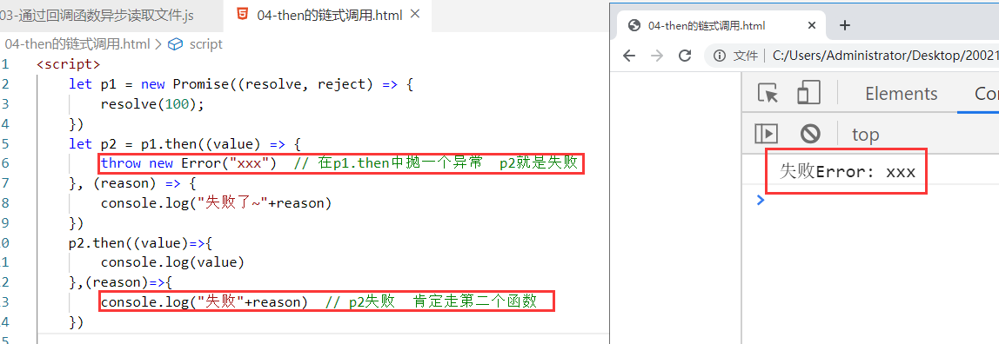 03-通过回调函数异步读取文件.js
04-then的链式调用.html
04-then的链式调用.html > script
1 <script>
2 let p1 = new Promise((resolve, reject) => {
3 resolve(100);
4 })
5 let p2 = p1.then((value) => {
6 throw new Error("xxx") // 在p1.then中抛一个异常 p2就是失败
7 }, (reason) => {
8 console.log("失败了~"+reason)
9 })
0 p2.then((value)=>{
1 console.log(value)
2 },(reason)=>{
3 console.log("失败"+reason) // p2失败 肯定走第二个函数
4 })
5
04-then的链式调用.html
文件 | C:/Users/Administrator/Desktop/20021
Elements Co
top
失败Error: xxx